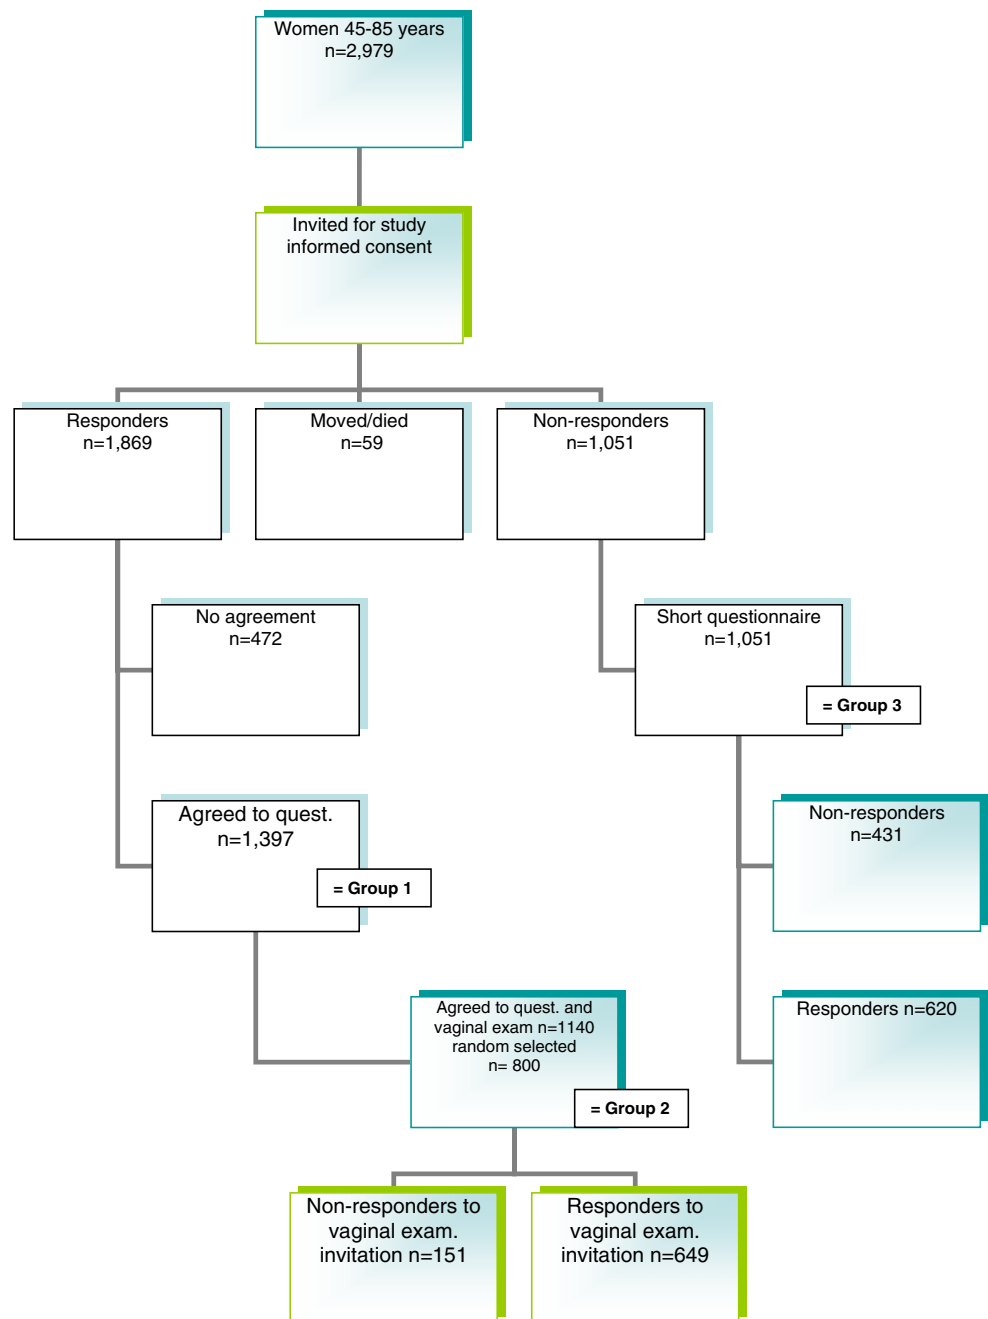 Women 45-85 years
n=2,979
Invited for study
informed consent
Responders
n=1,869
Moved/died
n=59
Non-responders
n=1,051
No agreement
n=472
Short questionnaire
n=1,051
= Group 3
Agreed to quest.
n=1,397
= Group 1
Non-responders
n=431
Agreed to quest. and
vaginal exam n=1140
random selected
n= 800
= Group 2
Responders n=620
Non-responders to
vaginal exam.
invitation n=151
Responders to
vaginal exam.
invitation n=649